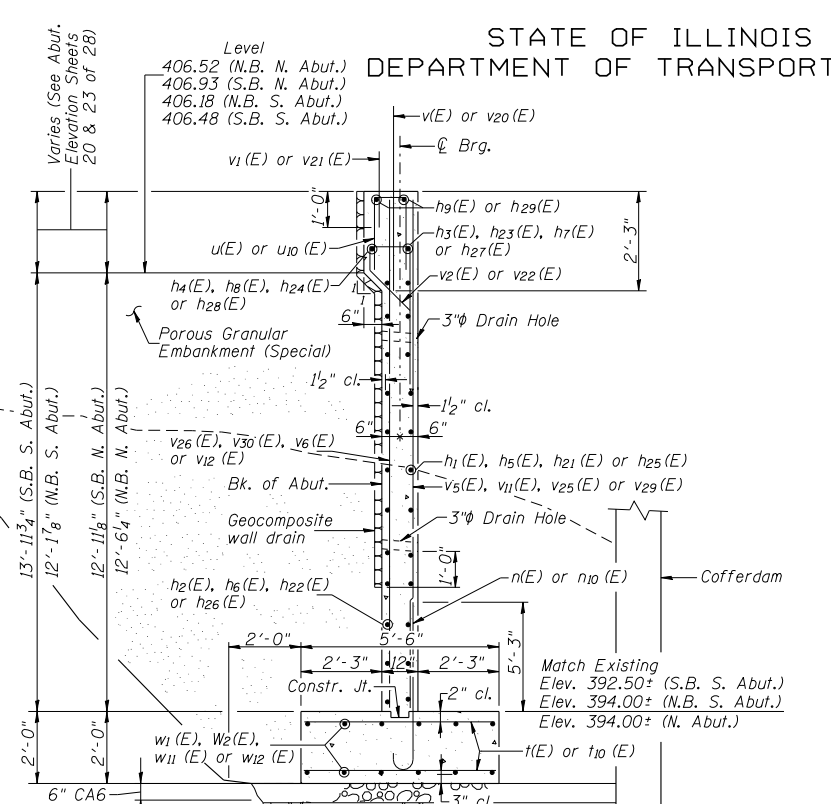 STATE OF ILLINOIS
DEPARTMENT OF TRANSPORT
Varies (See Abut.
Elevation Sheets
20 & 23 of 28)
Level
406.52 (N.B. N. Abut.)
406.93 (S.B. N. Abut.)
406.18 (N.B. S. Abut.)
406.48 (S.B. S. Abut.)
v(E) or v20(E)
℄ Brg.
v1(E) or v21(E)
1'-0"
h9(E) or h29(E)
h3(E), h23(E), h7(E)
or h27(E)
2'-3"
u(E) or u10(E)
v2(E) or v22(E)
h4(E), h8(E), h24(E)
or h28(E)
1
1
6"
3"ϕ Drain Hole
Porous Granular
Embankment (Special)
1½" cl.
1½" cl.
6"
6"
v26(E), v30(E), v6(E)
or v12(E)
h1(E), h5(E), h21(E) or h25(E)
Bk. of Abut.
v5(E), v11(E), v25(E) or v29(E)
Geocomposite
wall drain
3"ϕ Drain Hole
1'-0"
13'-11¾" (S.B. S. Abut.)
12'-1⅞" (N.B. S. Abut.)
12'-11⅛" (S.B. N. Abut.)
12'-6¼" (N.B. N. Abut.)
h2(E), h6(E), h22(E)
or h26(E)
n(E) or n10(E)
Cofferdam
2'-0"
5'-6"
5'-3"
2'-3"
12"
2'-3"
Match Existing
Elev. 392.50± (S.B. S. Abut.)
Elev. 394.00± (N.B. S. Abut.)
Elev. 394.00± (N. Abut.)
Constr. Jt.
2" cl.
2'-0"
2'-0"
w1(E), W2(E),
w11(E) or w12(E)
t(E) or t10(E)
6" CA6
3" cl.